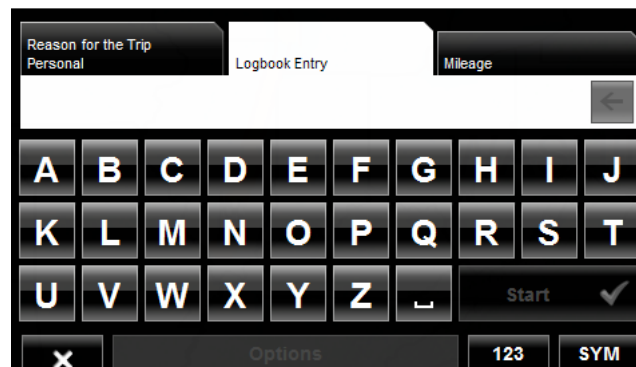 Reason for the Trip
Personal
Logbook Entry
Mileage
A B C D E F G H I J
K L M N O P Q R S T
U V W X Y Z Start
Options 123 SYM